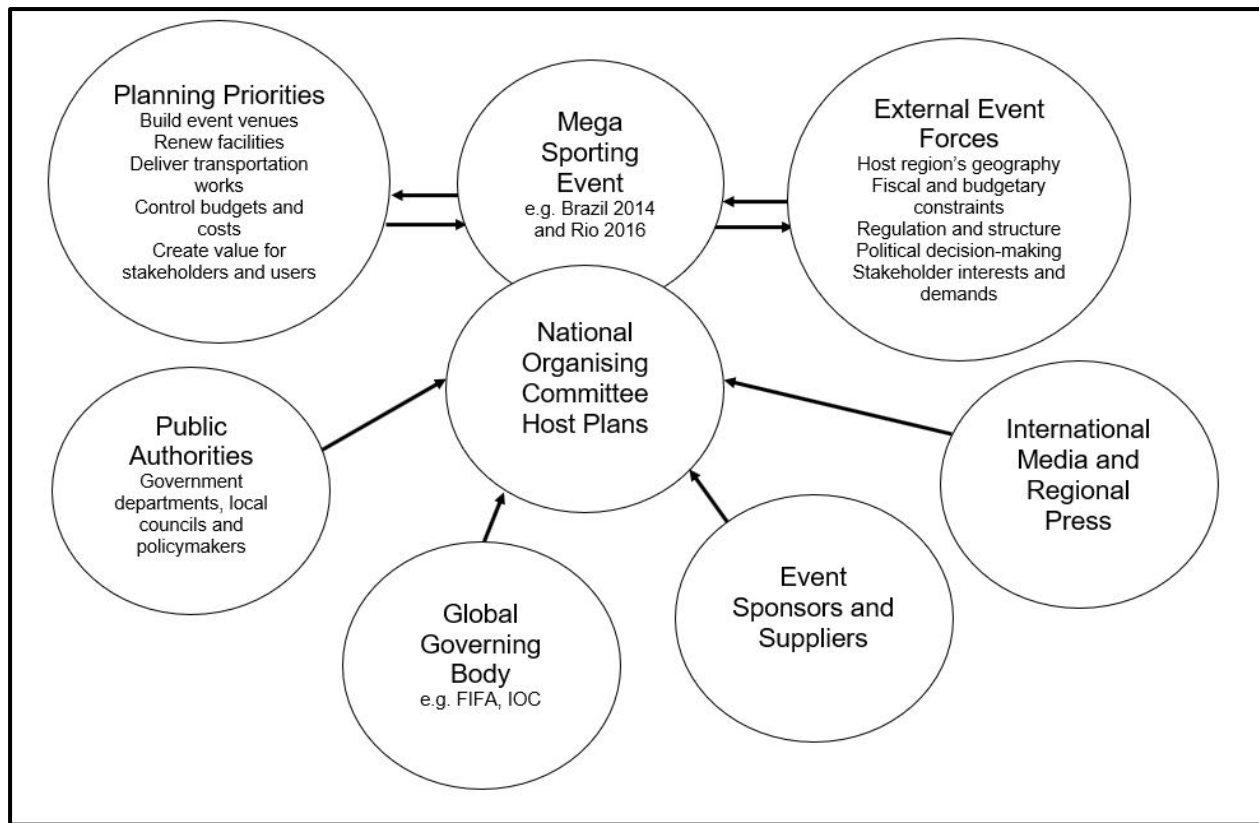 Planning Priorities
Build event venues
Renew facilities
Deliver transportation
works
Control budgets and
costs
Create value for
stakeholders and users
Mega
Sporting
Event
e.g. Brazil 2014
and Rio 2016
External Event
Forces
Host region's geography
Fiscal and budgetary
constraints
Regulation and structure
Political decision-making
Stakeholder interests and
demands
National
Organising
Committee
Host Plans
Public
Authorities
Government
departments, local
councils and
policymakers
Global
Governing
Body
e.g. FIFA, IOC
Event
Sponsors and
Suppliers
International
Media and
Regional
Press